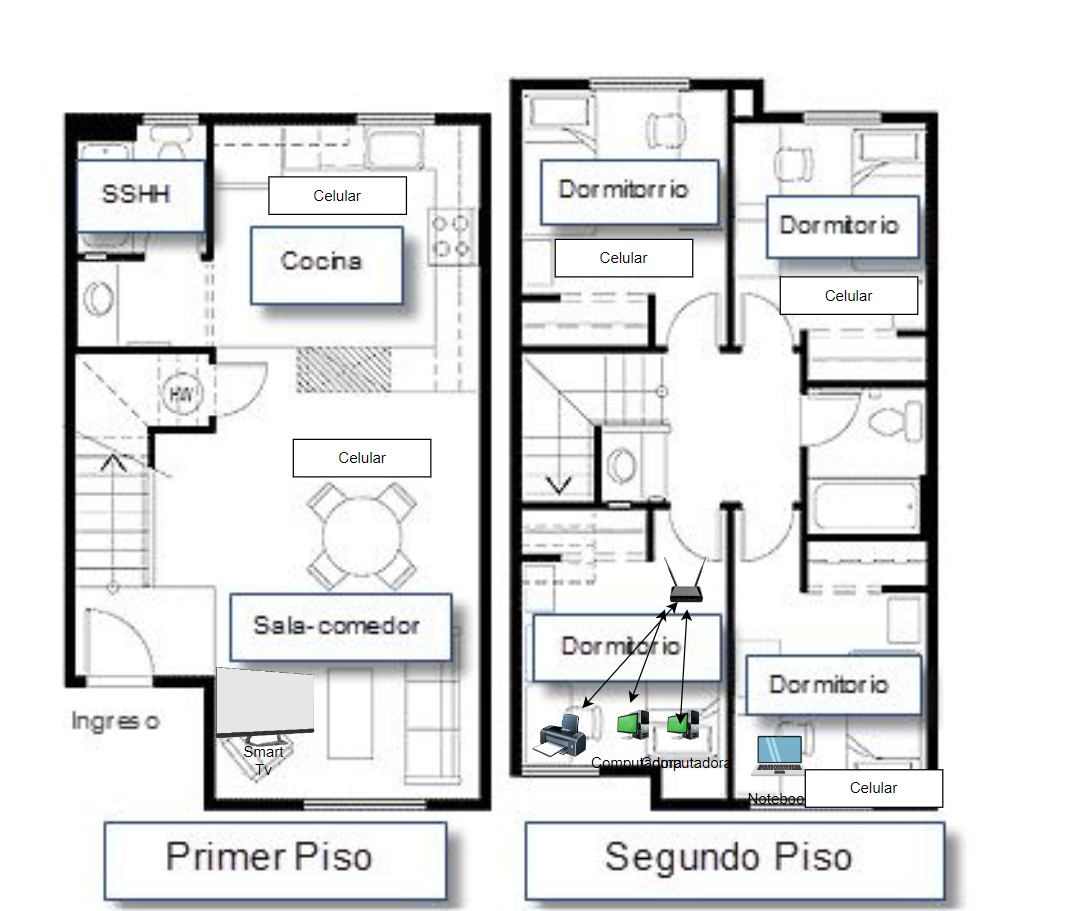 SSHH
Celular
Cocina
HW
Celular
Sala-comedor
Ingreso
Smart
Tv
Primer Piso
Dormitorrio
Celular
Dormitorio
Celular
Dormitorio
Computadora
Computadora
Dormitorio
Noteboo
Celular
Segundo Piso